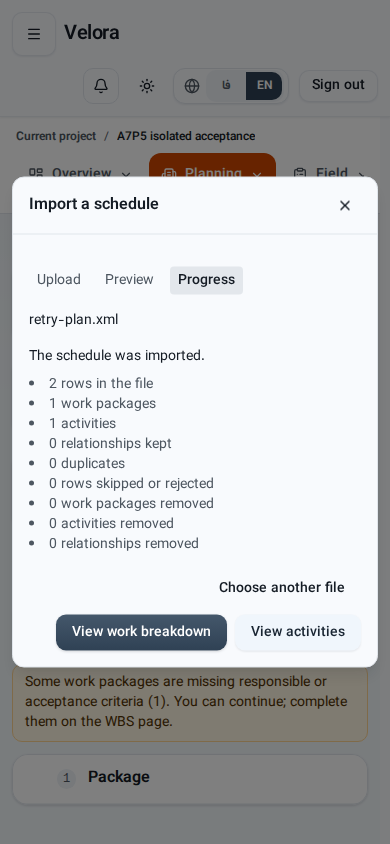 Velora
فا
EN
Sign out
Current project / A7P5 isolated acceptance
Overview
Planning
Field
Import a schedule
Upload
Preview
Progress
retry-plan.xml
The schedule was imported.
• 2 rows in the file
• 1 work packages
• 1 activities
• 0 relationships kept
• 0 duplicates
• 0 rows skipped or rejected
• 0 work packages removed
• 0 activities removed
• 0 relationships removed
Choose another file
View work breakdown
View activities
Some work packages are missing responsible or
acceptance criteria (1). You can continue; complete
them on the WBS page.
1 Package